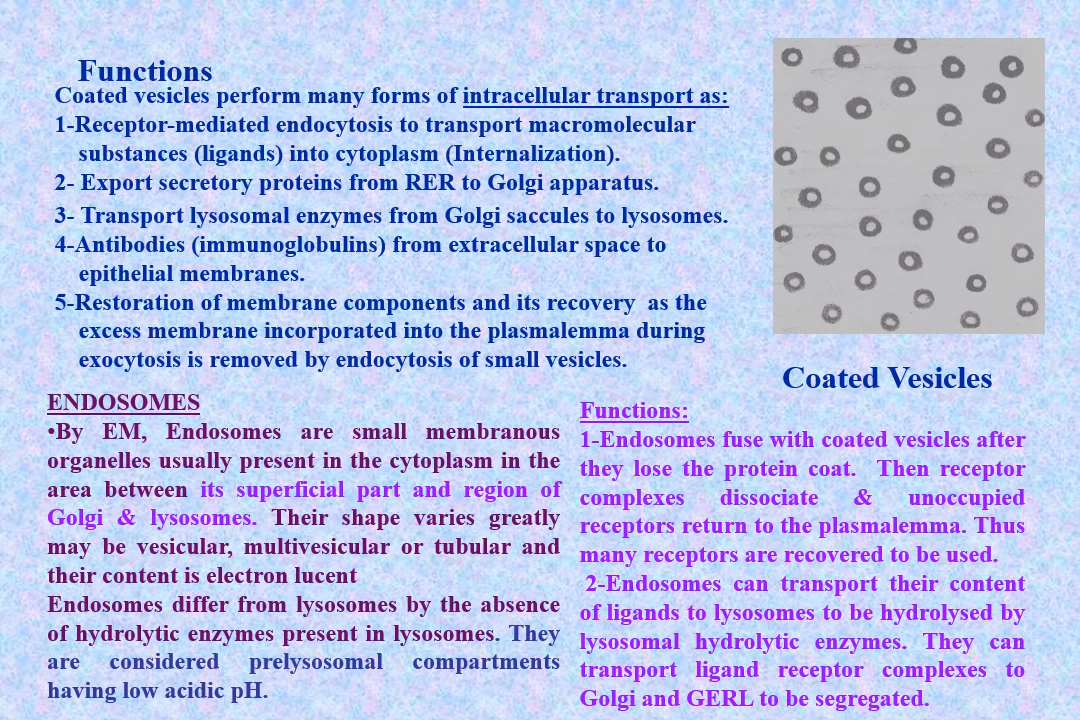 Functions
Coated vesicles perform many forms of intracellular transport as:
1-Receptor-mediated endocytosis to transport macromolecular
substances (ligands) into cytoplasm (Internalization).
2- Export secretory proteins from RER to Golgi apparatus.
3- Transport lysosomal enzymes from Golgi saccules to lysosomes.
4-Antibodies (immunoglobulins) from extracellular space to
epithelial membranes.
5-Restoration of membrane components and its recovery as the
excess membrane incorporated into the plasmalemma during
exocytosis is removed by endocytosis of small vesicles.
Coated Vesicles
ENDOSOMES
•By EM, Endosomes are small membranous
organelles usually present in the cytoplasm in the
area between its superficial part and region of
Golgi & lysosomes. Their shape varies greatly
may be vesicular, multivesicular or tubular and
their content is electron lucent
Endosomes differ from lysosomes by the absence
of hydrolytic enzymes present in lysosomes. They
are considered prelysosomal compartments
having low acidic pH.
Functions:
1-Endosomes fuse with coated vesicles after
they lose the protein coat. Then receptor
complexes dissociate & unoccupied
receptors return to the plasmalemma. Thus
many receptors are recovered to be used.
2-Endosomes can transport their content
of ligands to lysosomes to be hydrolysed by
lysosomal hydrolytic enzymes. They can
transport ligand receptor complexes to
Golgi and GERL to be segregated.